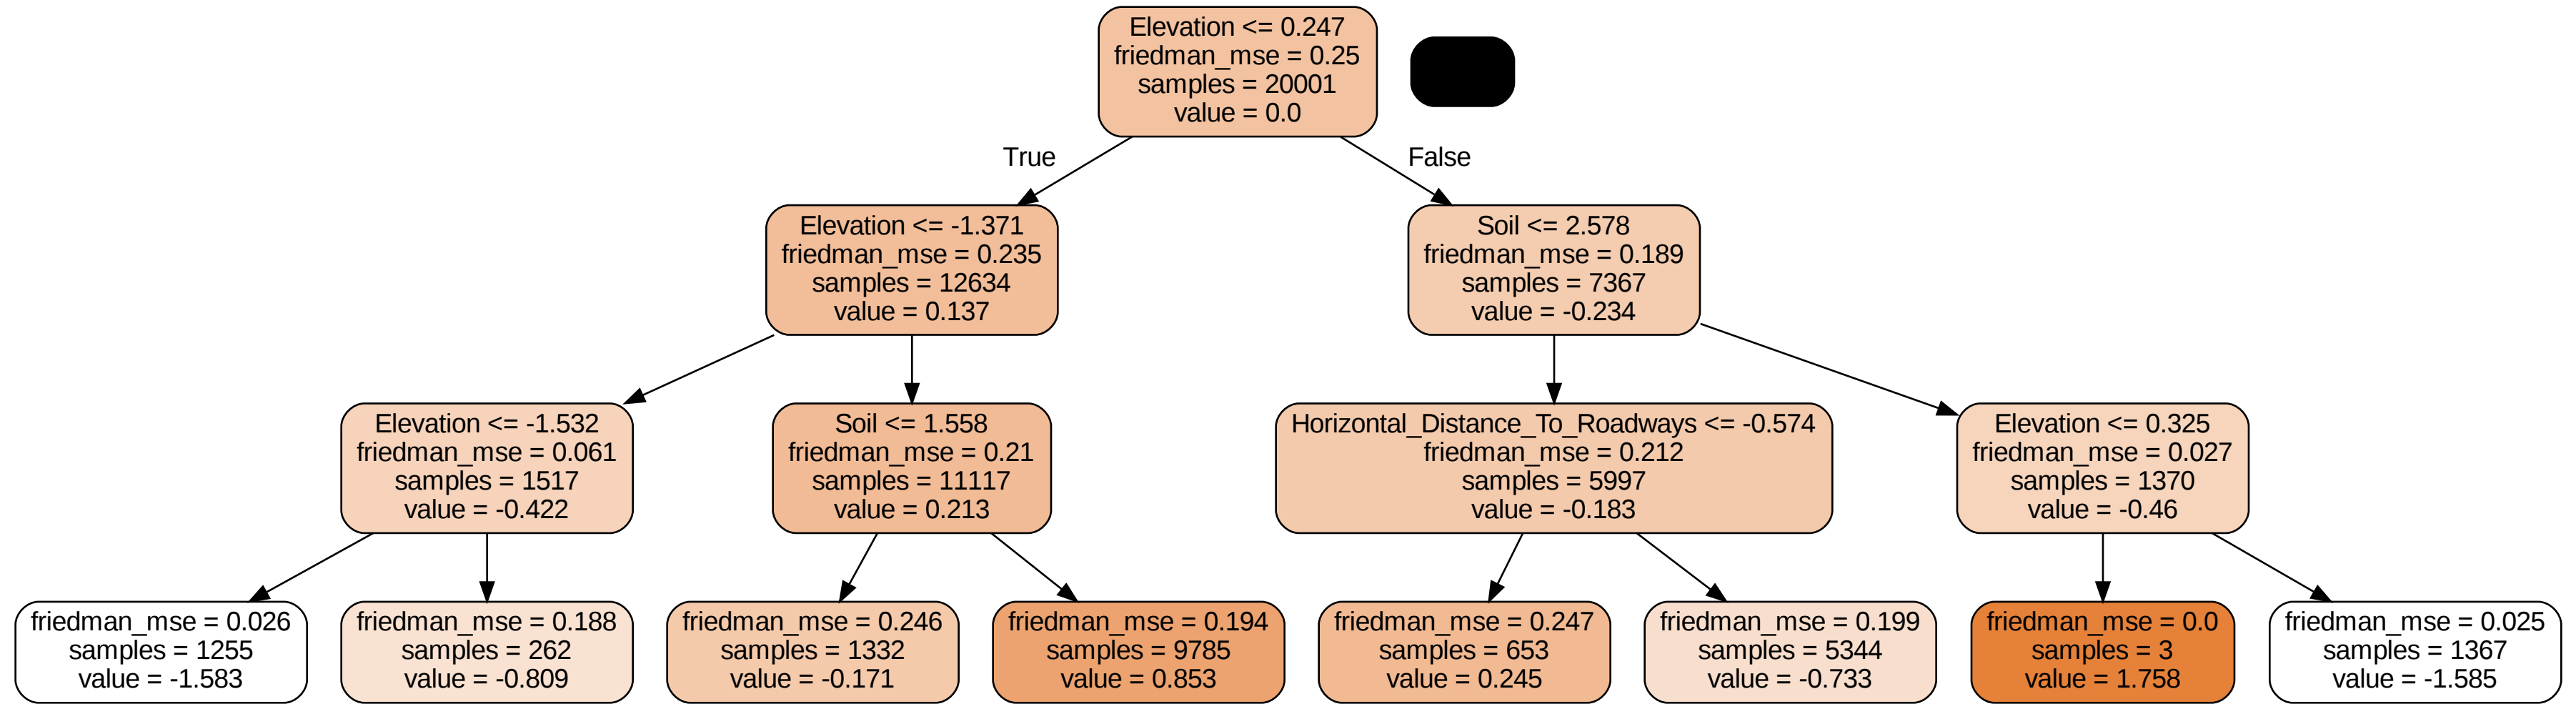 Elevation <= 0.247
friedman_mse = 0.25
samples = 20001
value = 0.0
True
False
Elevation <= -1.371
friedman_mse = 0.235
samples = 12634
value = 0.137
Soil <= 2.578
friedman_mse = 0.189
samples = 7367
value = -0.234
Elevation <= -1.532
friedman_mse = 0.061
samples = 1517
value = -0.422
Soil <= 1.558
friedman_mse = 0.21
samples = 11117
value = 0.213
Horizontal_Distance_To_Roadways <= -0.574
friedman_mse = 0.212
samples = 5997
value = -0.183
Elevation <= 0.325
friedman_mse = 0.027
samples = 1370
value = -0.46
friedman_mse = 0.026
samples = 1255
value = -1.583
friedman_mse = 0.188
samples = 262
value = -0.809
friedman_mse = 0.246
samples = 1332
value = -0.171
friedman_mse = 0.194
samples = 9785
value = 0.853
friedman_mse = 0.247
samples = 653
value = 0.245
friedman_mse = 0.199
samples = 5344
value = -0.733
friedman_mse = 0.0
samples = 3
value = 1.758
friedman_mse = 0.025
samples = 1367
value = -1.585